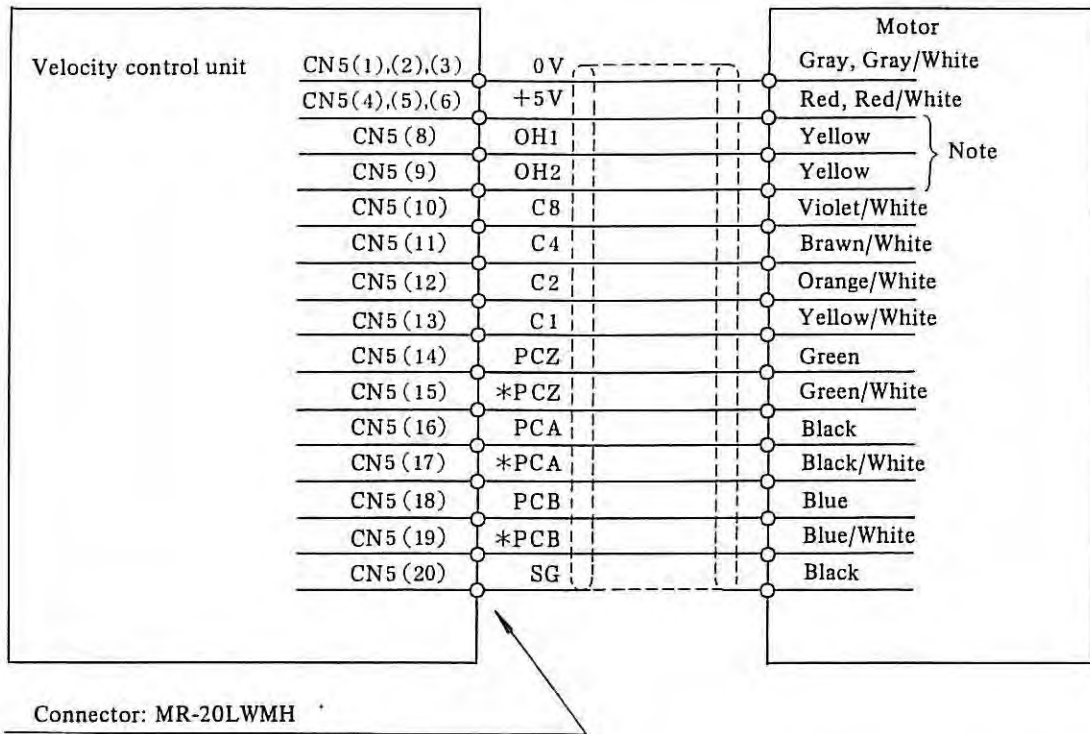 Motor
Velocity control unit CN5(1),(2),(3) 0V Gray, Gray/White
CN5(4),(5),(6) +5V Red, Red/White
CN5(8) OH1 Yellow
Note
CN5(9) OH2 Yellow
CN5(10) C8 Violet/White
CN5(11) C4 Brawn/White
CN5(12) C2 Orange/White
CN5(13) C1 Yellow/White
CN5(14) PCZ Green
CN5(15) *PCZ Green/White
CN5(16) PCA Black
CN5(17) *PCA Black/White
CN5(18) PCB Blue
CN5(19) *PCB Blue/White
CN5(20) SG Black
Connector: MR-20LWMH